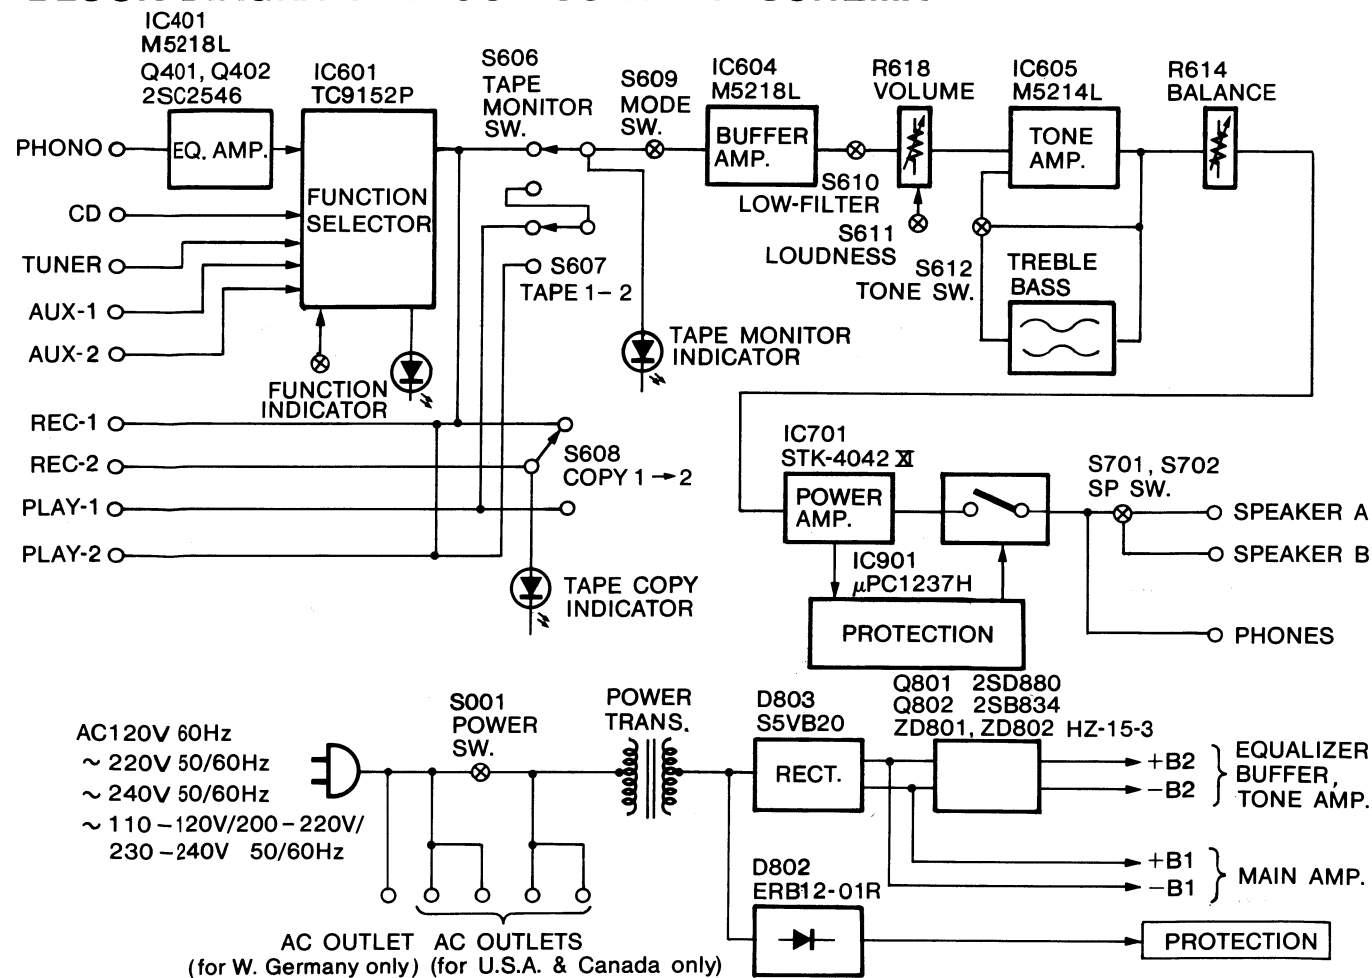 IC401
M5218L
Q401, Q402
2SC2546
IC601
TC9152P
S606
TAPE
MONITOR
SW.
S609
MODE
SW.
IC604
M5218L
R618
VOLUME
IC605
M5214L
R614
BALANCE
PHONO
EQ. AMP.
FUNCTION
SELECTOR
BUFFER
AMP.
TONE
AMP.
CD
TUNER
AUX-1
AUX-2
S610
LOW-FILTER
S611
LOUDNESS
S612
TONE SW.
TREBLE
BASS
S607
TAPE 1-2
TAPE MONITOR
INDICATOR
FUNCTION
INDICATOR
REC-1
REC-2
PLAY-1
PLAY-2
S608
COPY 1→2
TAPE COPY
INDICATOR
IC701
STK-4042 XI
POWER
AMP.
S701, S702
SP SW.
SPEAKER A
SPEAKER B
IC901
μPC1237H
PROTECTION
PHONES
AC120V 60Hz
~ 220V 50/60Hz
~ 240V 50/60Hz
~ 110-120V/200-220V/
230-240V 50/60Hz
S001
POWER
SW.
POWER
TRANS.
D803
S5VB20
RECT.
Q801 2SD880
Q802 2SB834
ZD801, ZD802 HZ-15-3
+B2
-B2
EQUALIZER
BUFFER,
TONE AMP.
+B1
-B1
MAIN AMP.
D802
ERB12-01R
PROTECTION
AC OUTLET
(for W. Germany only)
AC OUTLETS
(for U.S.A. & Canada only)